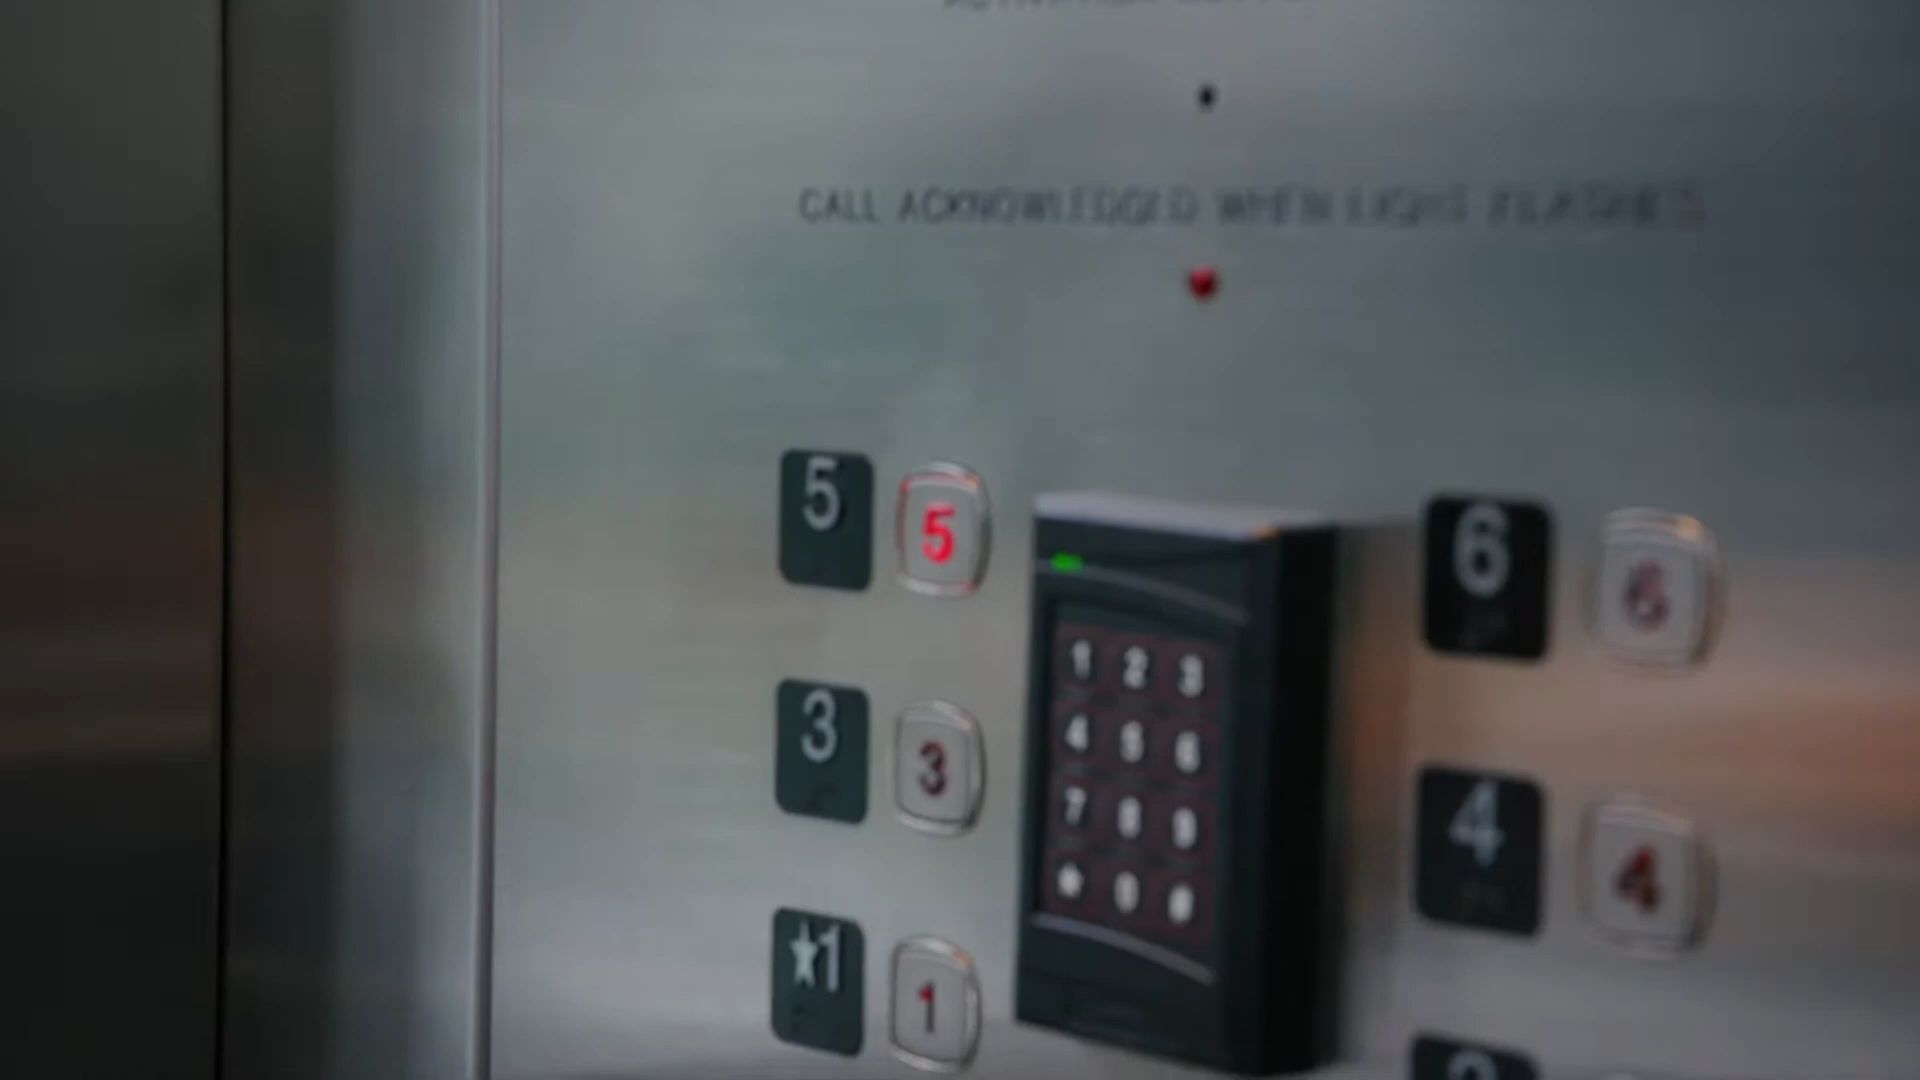 CALL ACKNOWLEDGED WHEN LIGHT FLASHES
5 5
6 6
1 2 3
4 5 6
7 8 9
* 0 #
3 3
4 4
★1 1